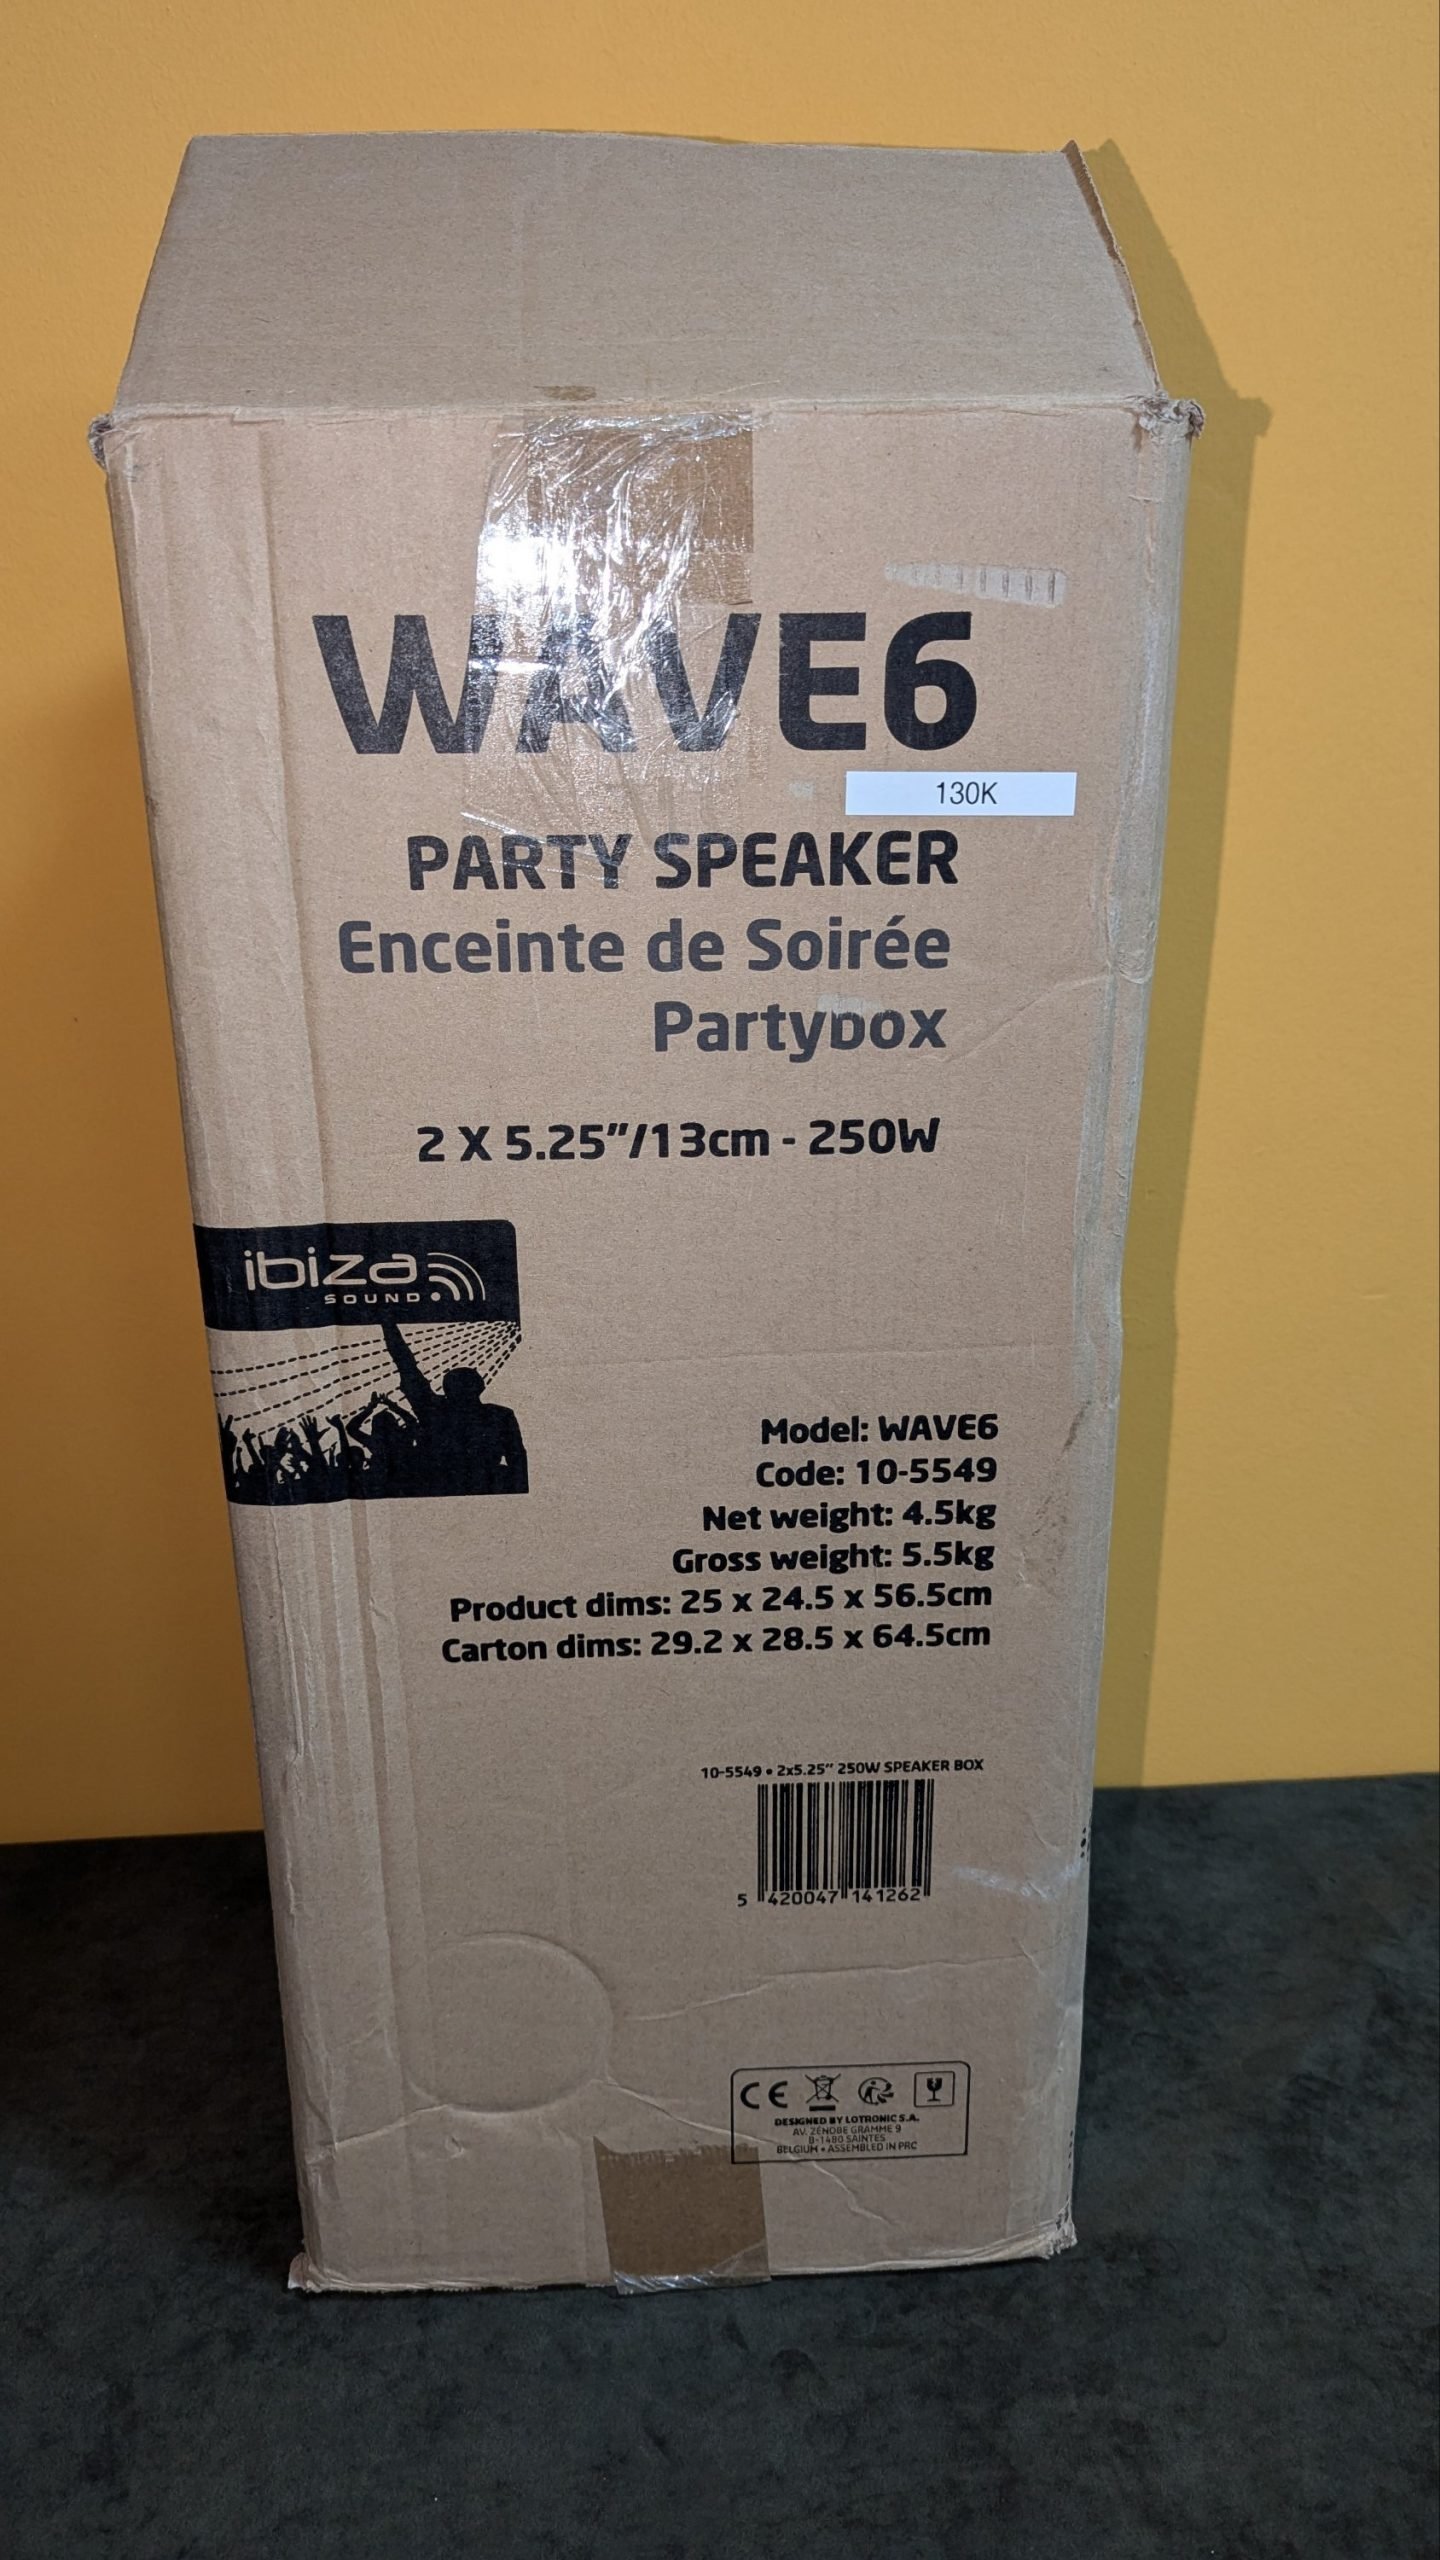 WAVE6
130K
PARTY SPEAKER
Enceinte de Soirée
Partybox
2 X 5.25"/13cm - 250W
ibiza
SOUND
Model: WAVE6
Code: 10-5549
Net weight: 4.5kg
Gross weight: 5.5kg
Product dims: 25 x 24.5 x 56.5cm
Carton dims: 29.2 x 28.5 x 64.5cm
10-5549 • 2x5.25" 250W SPEAKER BOX
5 420047 141262
CE
DESIGNED BY LOTRONIC S.A.
AV. ZÉNOBE GRAMME 9
B-1480 SAINTES
BELGIUM • ASSEMBLED IN PRC